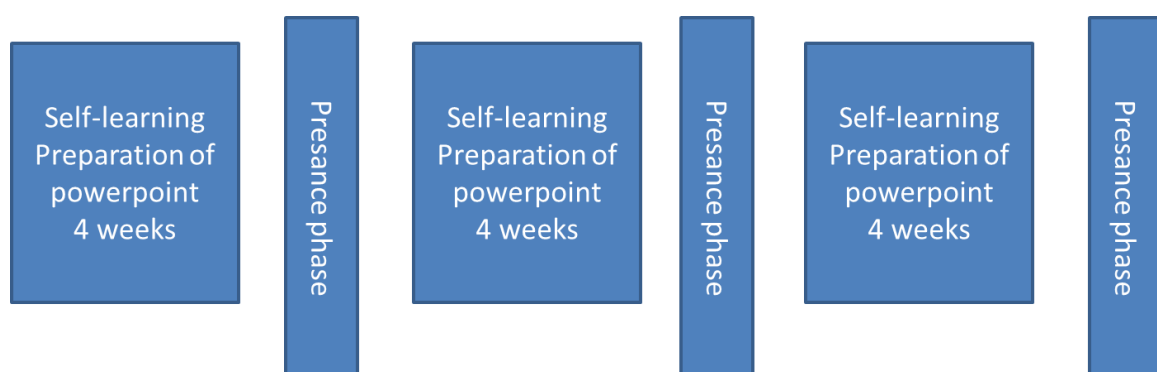 Self-learning
Preparation of
powerpoint
4 weeks
Presance phase
Self-learning
Preparation of
powerpoint
4 weeks
Presance phase
Self-learning
Preparation of
powerpoint
4 weeks
Presance phase